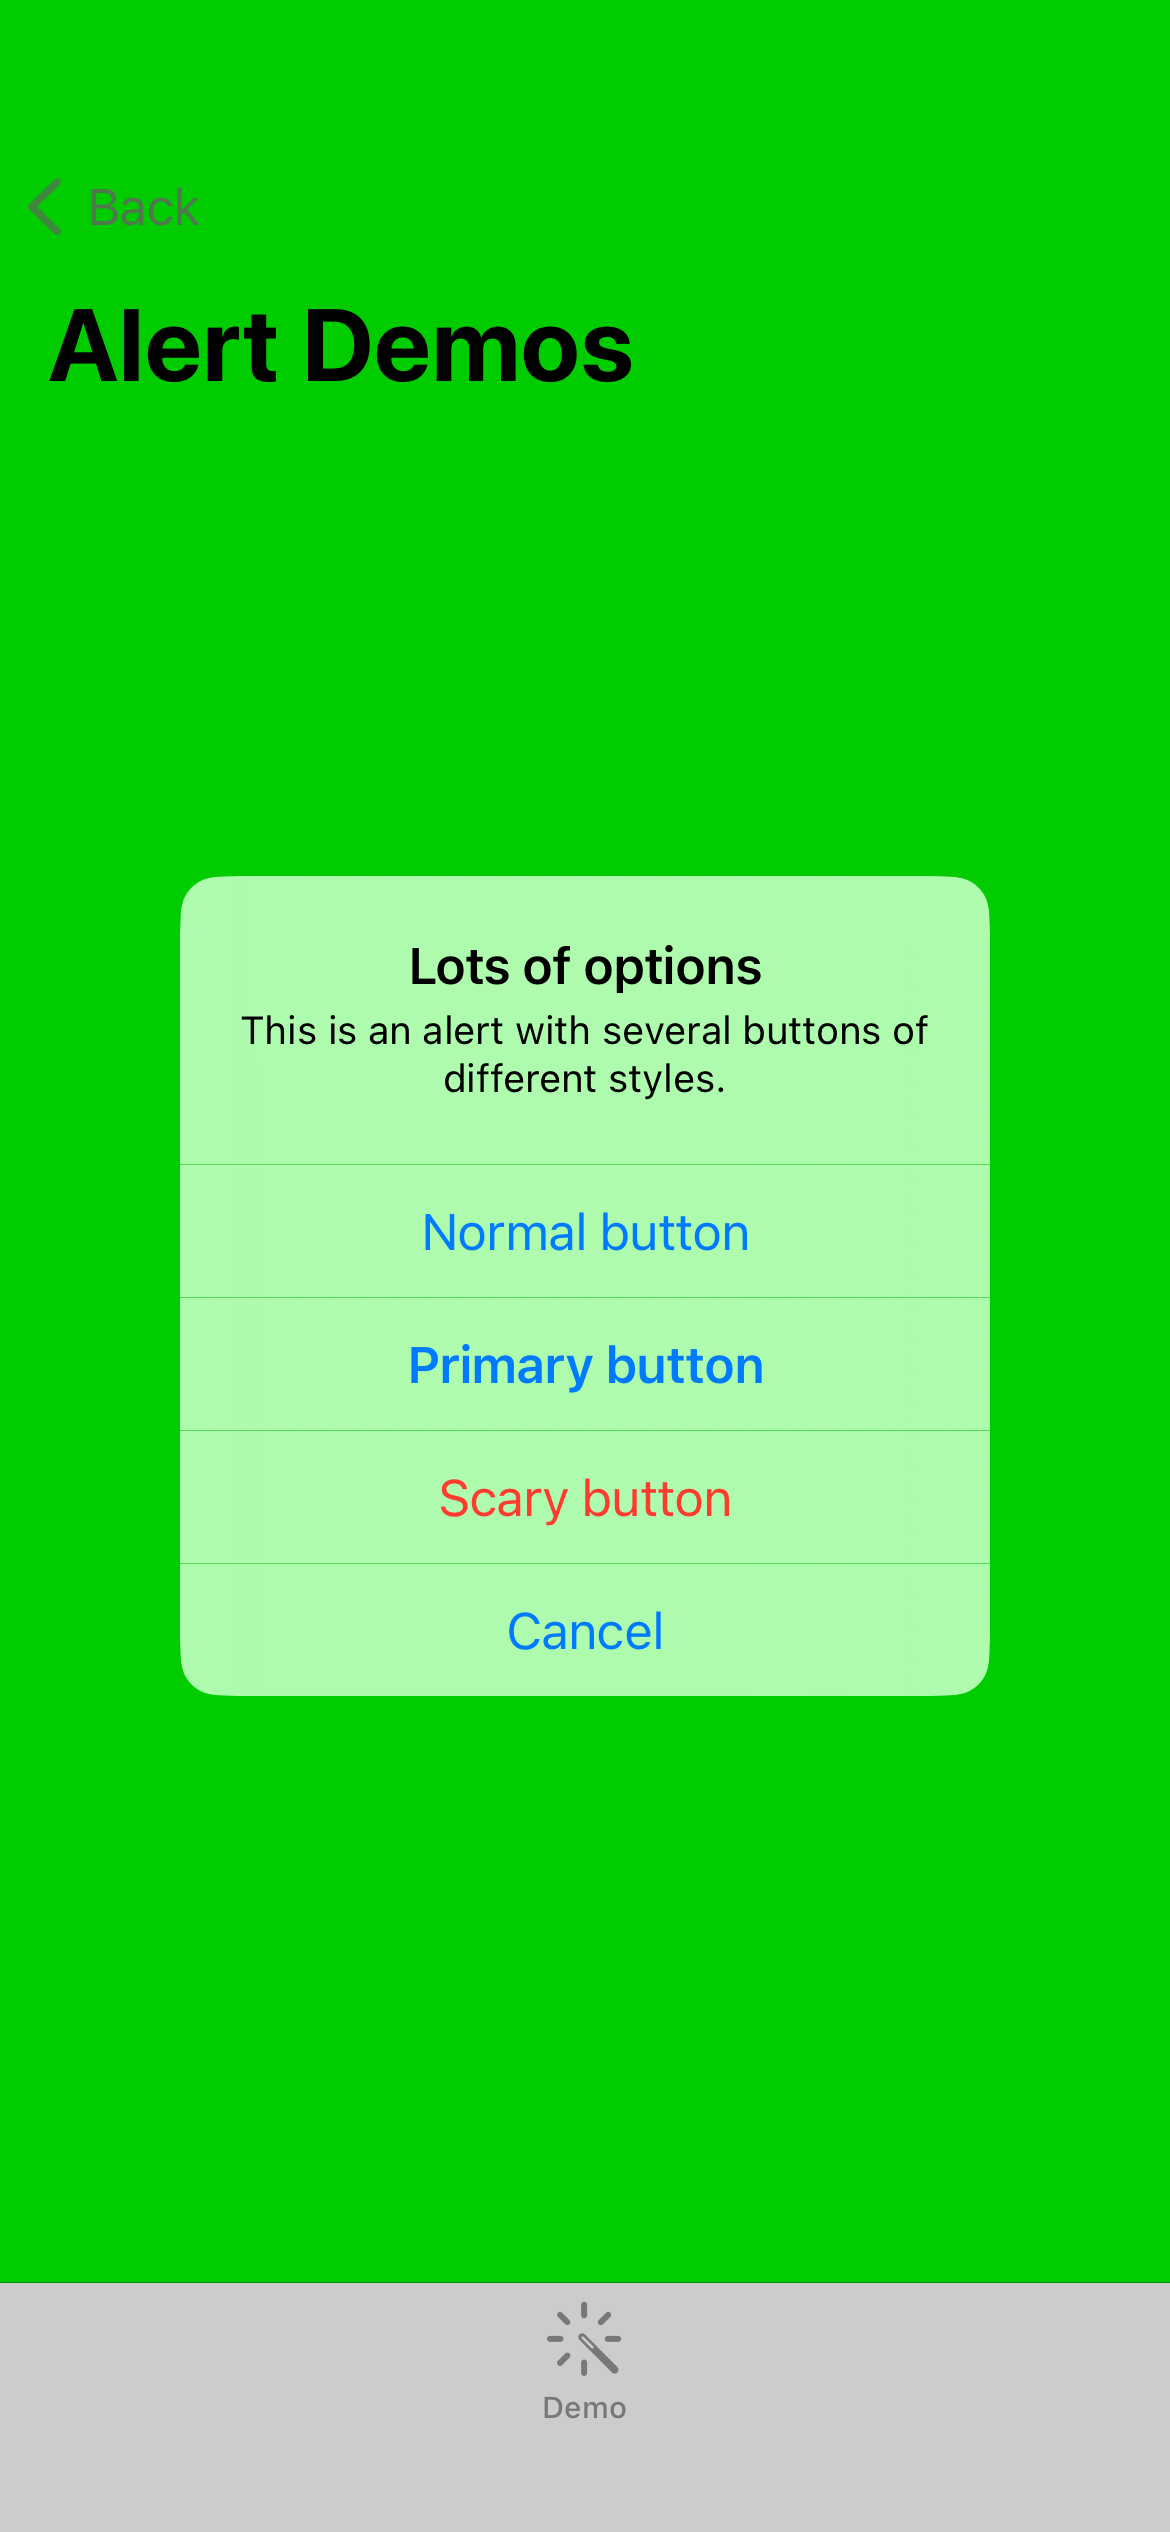 Back
Alert Demos
Lots of options
This is an alert with several buttons of
different styles.
Normal button
Primary button
Scary button
Cancel
Demo